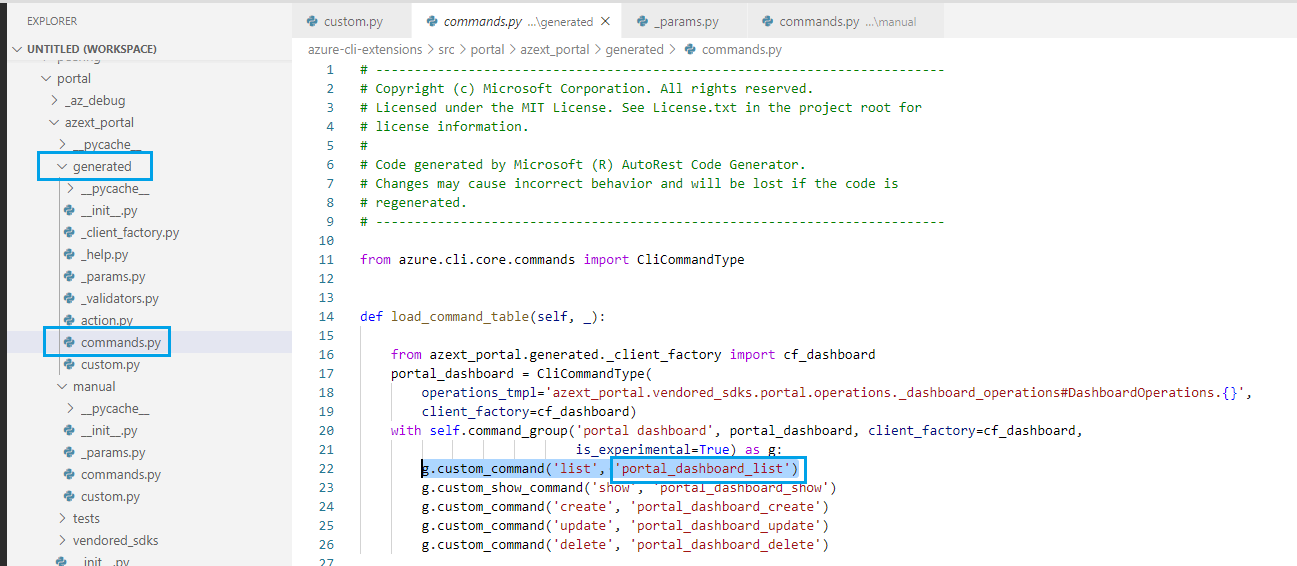 EXPLORER
UNTITLED (WORKSPACE)
portal
_az_debug
azext_portal
__pycache__
generated
__pycache__
__init__.py
_client_factory.py
_help.py
_params.py
_validators.py
action.py
commands.py
custom.py
manual
__pycache__
__init__.py
_params.py
commands.py
custom.py
tests
vendored_sdks
__init__.py
custom.py
commands.py ...\generated
_params.py
commands.py ...\manual
azure-cli-extensions > src > portal > azext_portal > generated > commands.py
1 # --------------------------------------------------------------------------
2 # Copyright (c) Microsoft Corporation. All rights reserved.
3 # Licensed under the MIT License. See License.txt in the project root for
4 # license information.
5 #
6 # Code generated by Microsoft (R) AutoRest Code Generator.
7 # Changes may cause incorrect behavior and will be lost if the code is
8 # regenerated.
9 # --------------------------------------------------------------------------
10
11 from azure.cli.core.commands import CliCommandType
12
13
14 def load_command_table(self, _):
15
16 from azext_portal.generated._client_factory import cf_dashboard
17 portal_dashboard = CliCommandType(
18 operations_tmpl='azext_portal.vendored_sdks.portal.operations._dashboard_operations#DashboardOperations.{}',
19 client_factory=cf_dashboard)
20 with self.command_group('portal dashboard', portal_dashboard, client_factory=cf_dashboard,
21 is_experimental=True) as g:
22 g.custom_command('list', 'portal_dashboard_list')
23 g.custom_show_command('show', 'portal_dashboard_show')
24 g.custom_command('create', 'portal_dashboard_create')
25 g.custom_command('update', 'portal_dashboard_update')
26 g.custom_command('delete', 'portal_dashboard_delete')
27